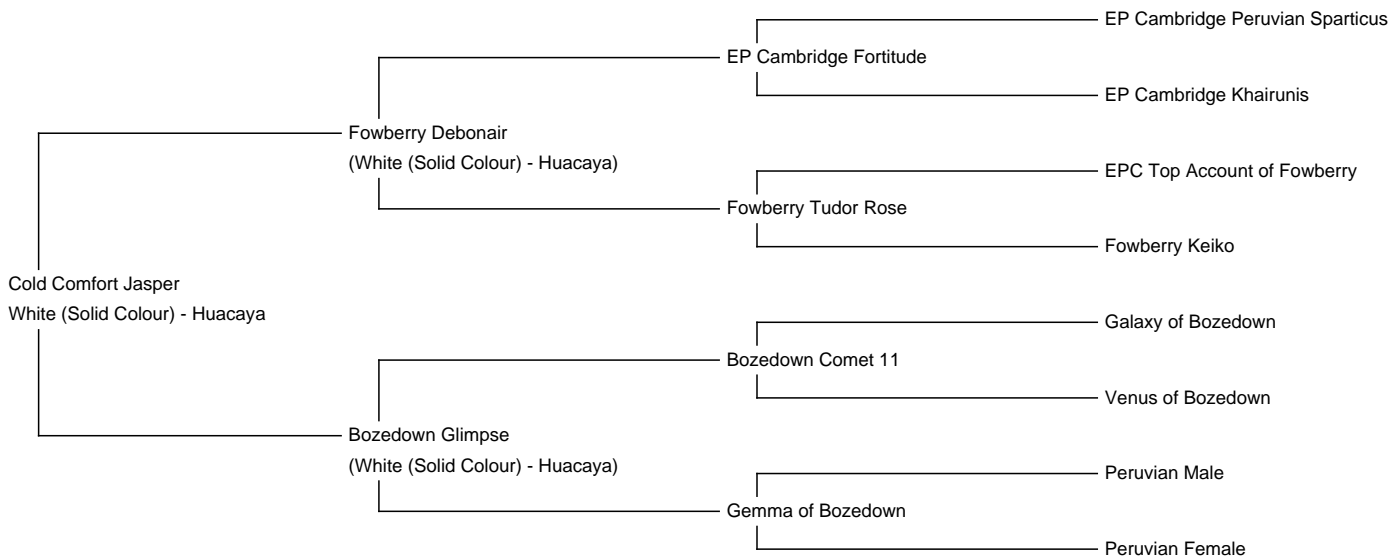 EP Cambridge Peruvian Sparticus
EP Cambridge Fortitude
EP Cambridge Khairunis
Fowberry Debonair
(White (Solid Colour) - Huacaya)
EPC Top Account of Fowberry
Fowberry Tudor Rose
Fowberry Keiko
Cold Comfort Jasper
White (Solid Colour) - Huacaya
Galaxy of Bozedown
Bozedown Comet 11
Venus of Bozedown
Bozedown Glimpse
(White (Solid Colour) - Huacaya)
Peruvian Male
Gemma of Bozedown
Peruvian Female